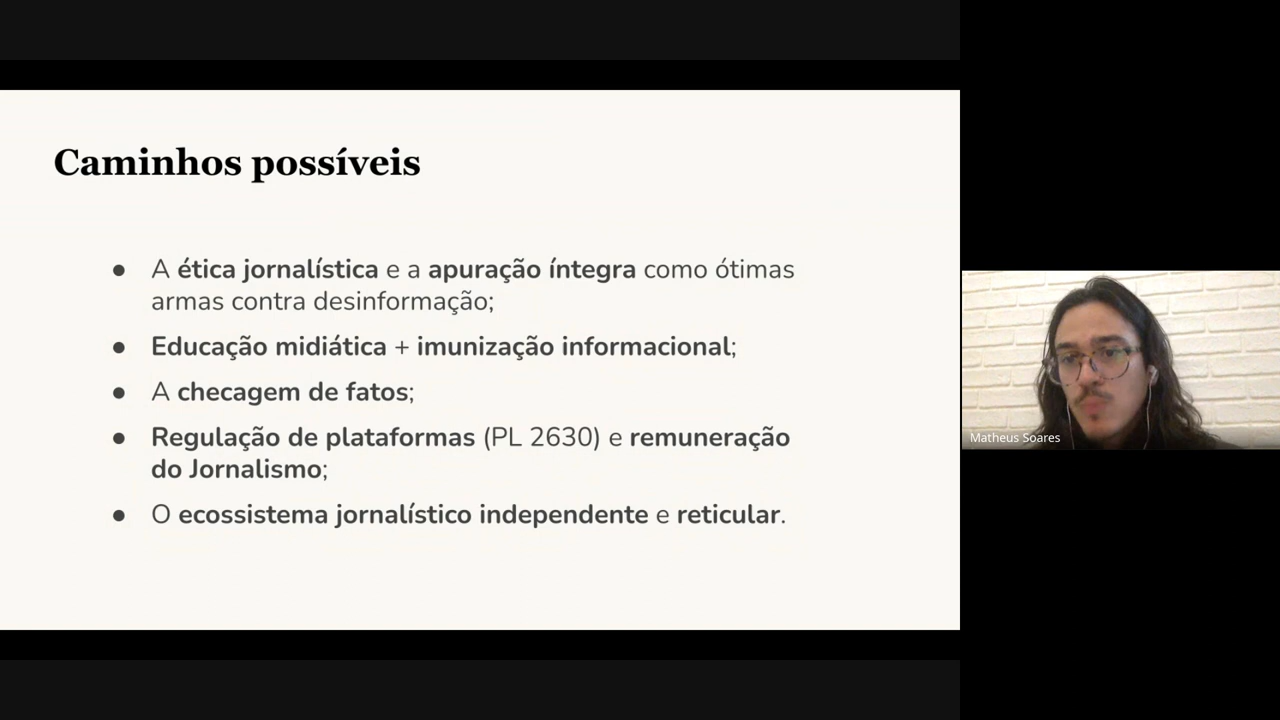 Caminhos possíveis
● A ética jornalística e a apuração íntegra como ótimas
armas contra desinformação;
● Educação midiática + imunização informacional;
● A checagem de fatos;
● Regulação de plataformas (PL 2630) e remuneração
do Jornalismo;
● O ecossistema jornalístico independente e reticular.
Matheus Soares